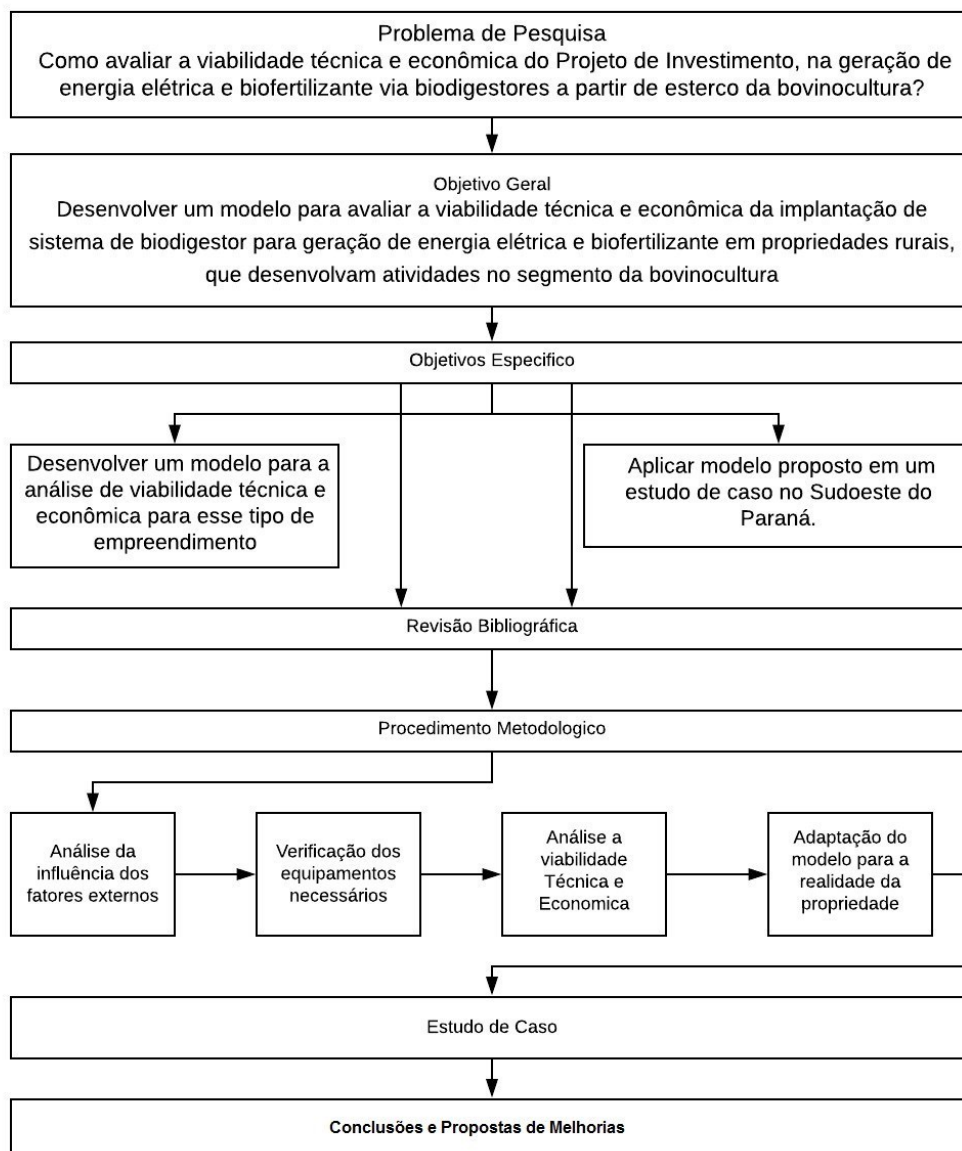 Problema de Pesquisa
Como avaliar a viabilidade técnica e econômica do Projeto de Investimento, na geração de
energia elétrica e biofertilizante via biodigestores a partir de esterco da bovinocultura?
Objetivo Geral
Desenvolver um modelo para avaliar a viabilidade técnica e econômica da implantação de
sistema de biodigestor para geração de energia elétrica e biofertilizante em propriedades rurais,
que desenvolvam atividades no segmento da bovinocultura
Objetivos Especifico
Desenvolver um modelo para a
análise de viabilidade técnica e
econômica para esse tipo de
empreendimento
Aplicar modelo proposto em um
estudo de caso no Sudoeste do
Paraná.
Revisão Bibliográfica
Procedimento Metodologico
Análise da
influência dos
fatores externos
Verificação dos
equipamentos
necessários
Análise a
viabilidade
Técnica e
Economica
Adaptação do
modelo para a
realidade da
propriedade
Estudo de Caso
Conclusões e Propostas de Melhorias